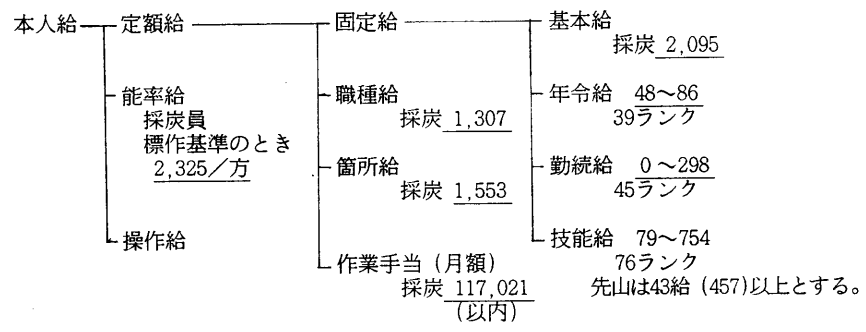 本人給 定額給 固定給 基本給
採炭 2,095
能率給 職種給 年令給 48〜86
採炭員 採炭 1,307 39ランク
標作基準のとき
2,325／方 箇所給 勤続給 0〜298
採炭 1,553 45ランク
操作給 技能給 79〜754
作業手当（月額） 76ランク
採炭 117,021 先山は43給（457）以上とする。
（以内）